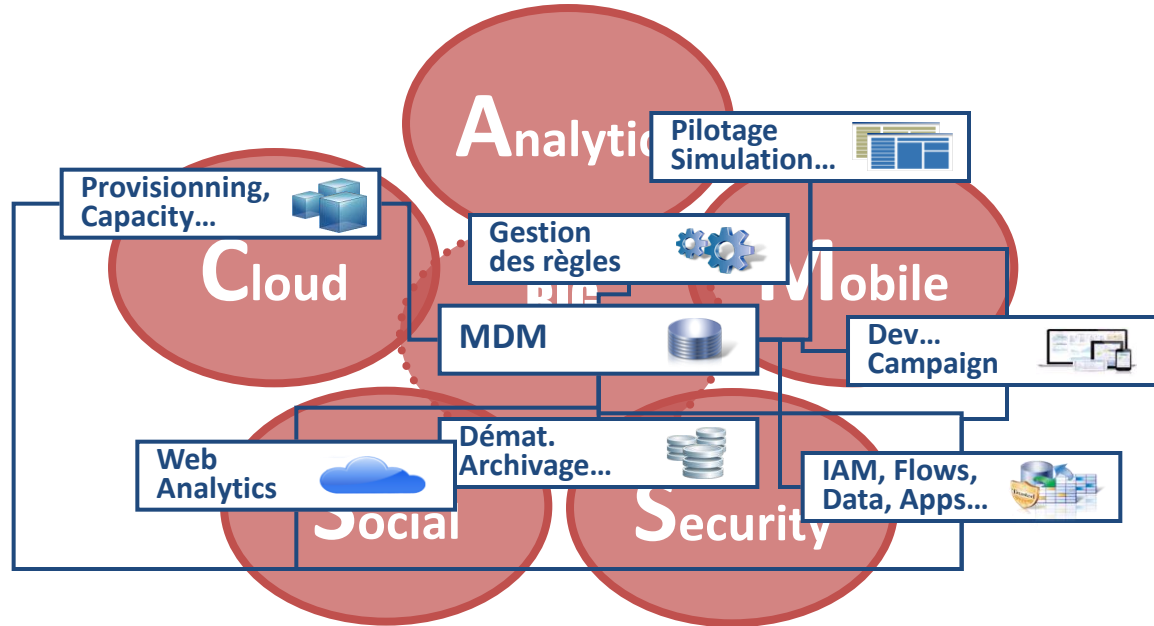 Analytic
Pilotage
Simulation...
Provisionning,
Capacity...
Gestion
des règles
Cloud
Mobile
MDM
Dev...
Campaign
Démat.
Archivage...
Web
Analytics
IAM, Flows,
Data, Apps...
Social
Security